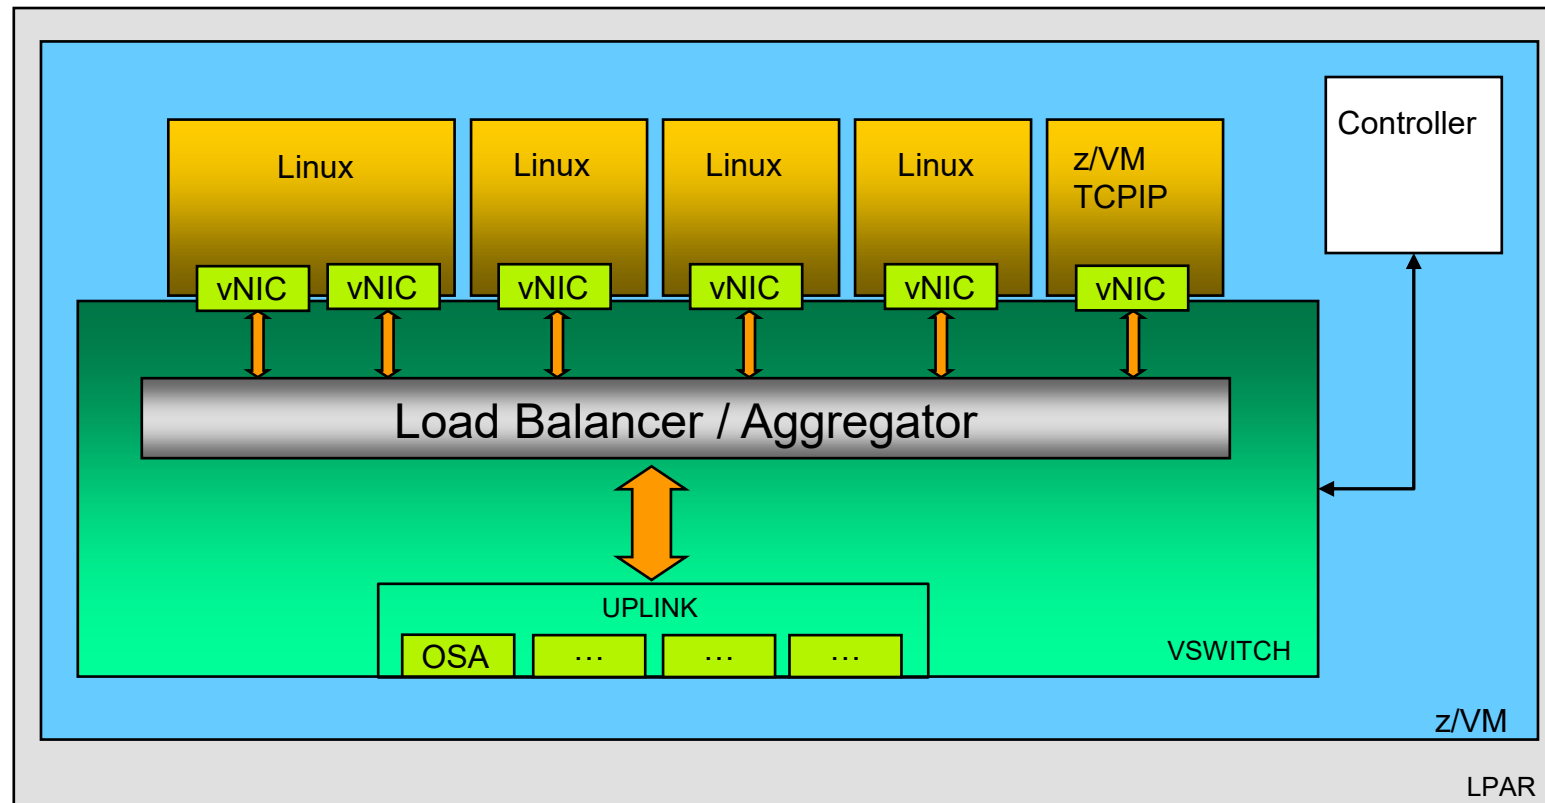 Controller
Linux
Linux
Linux
Linux
z/VM
TCPIP
vNIC
vNIC
vNIC
vNIC
vNIC
vNIC
Load Balancer / Aggregator
UPLINK
OSA
...
...
...
VSWITCH
z/VM
LPAR